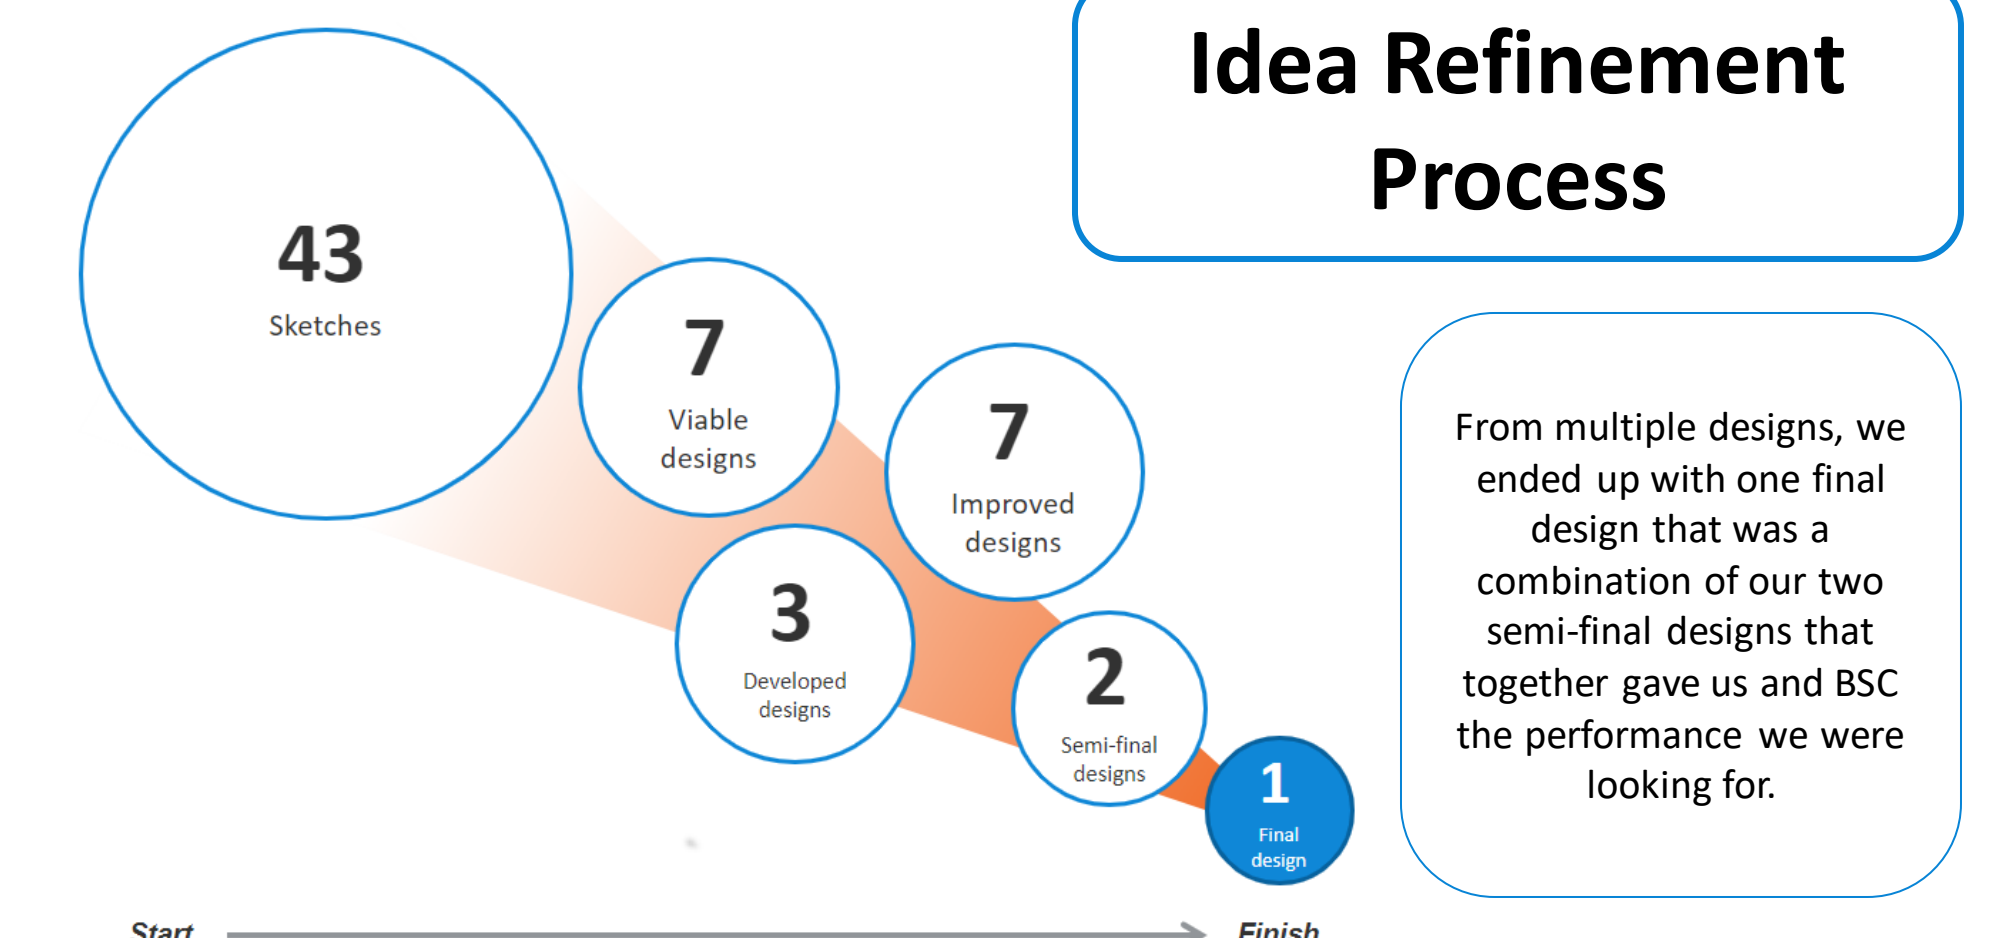 Idea Refinement
Process
43
Sketches
7
Viable
designs
7
Improved
designs
3
Developed
designs
2
Semi-final
designs
1
Final
design
From multiple designs, we
ended up with one final
design that was a
combination of our two
semi-final designs that
together gave us and BSC
the performance we were
looking for.
Start
Finish